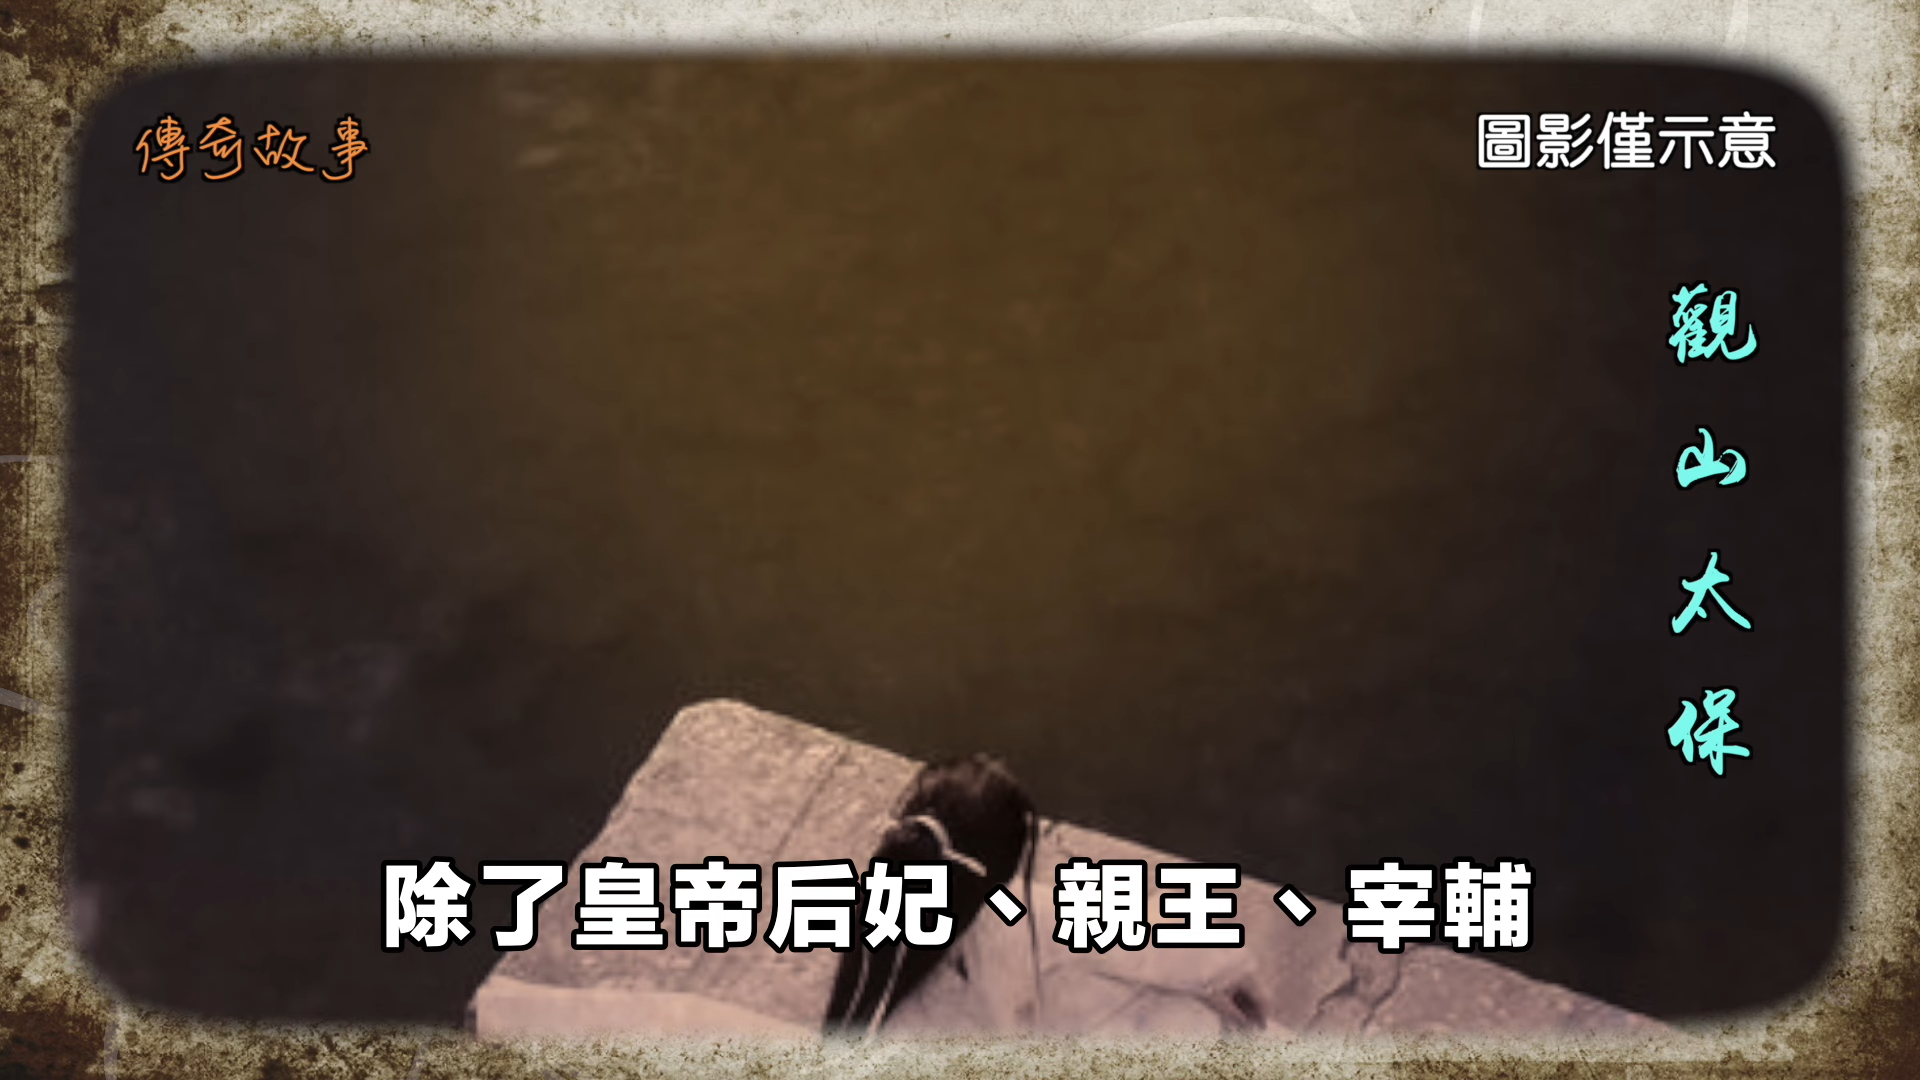 傳奇故事
圖影僅示意
觀山太保
除了皇帝后妃、親王、宰輔